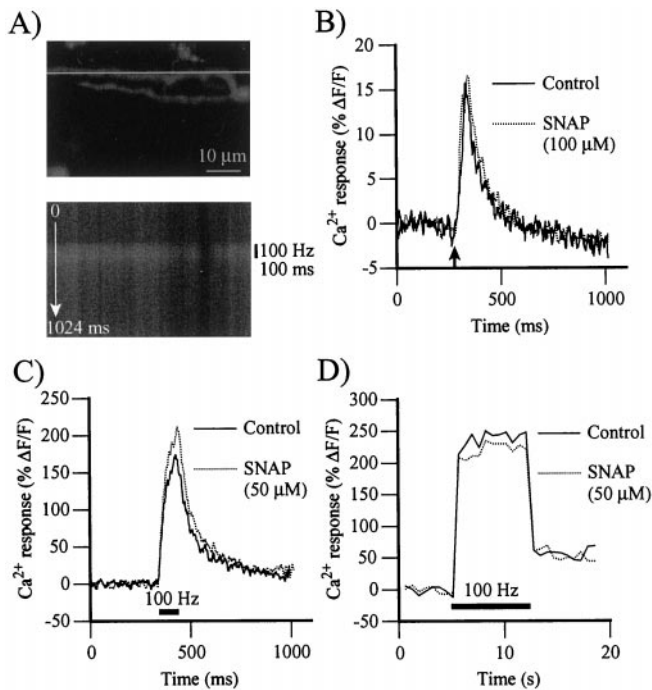 A)
10 µm
0
1024 ms
100 Hz
100 ms
B)
Ca2+ response (% ΔF/F)
20
15
10
5
0
-5
Control
SNAP
(100 µM)
0
500
1000
Time (ms)
C)
Ca2+ response (% ΔF/F)
250
200
150
100
50
0
-50
Control
SNAP
(50 µM)
100 Hz
0
500
1000
Time (ms)
D)
Ca2+ response (% ΔF/F)
300
250
200
150
100
50
0
-50
Control
SNAP
(50 µM)
100 Hz
0
10
20
Time (s)